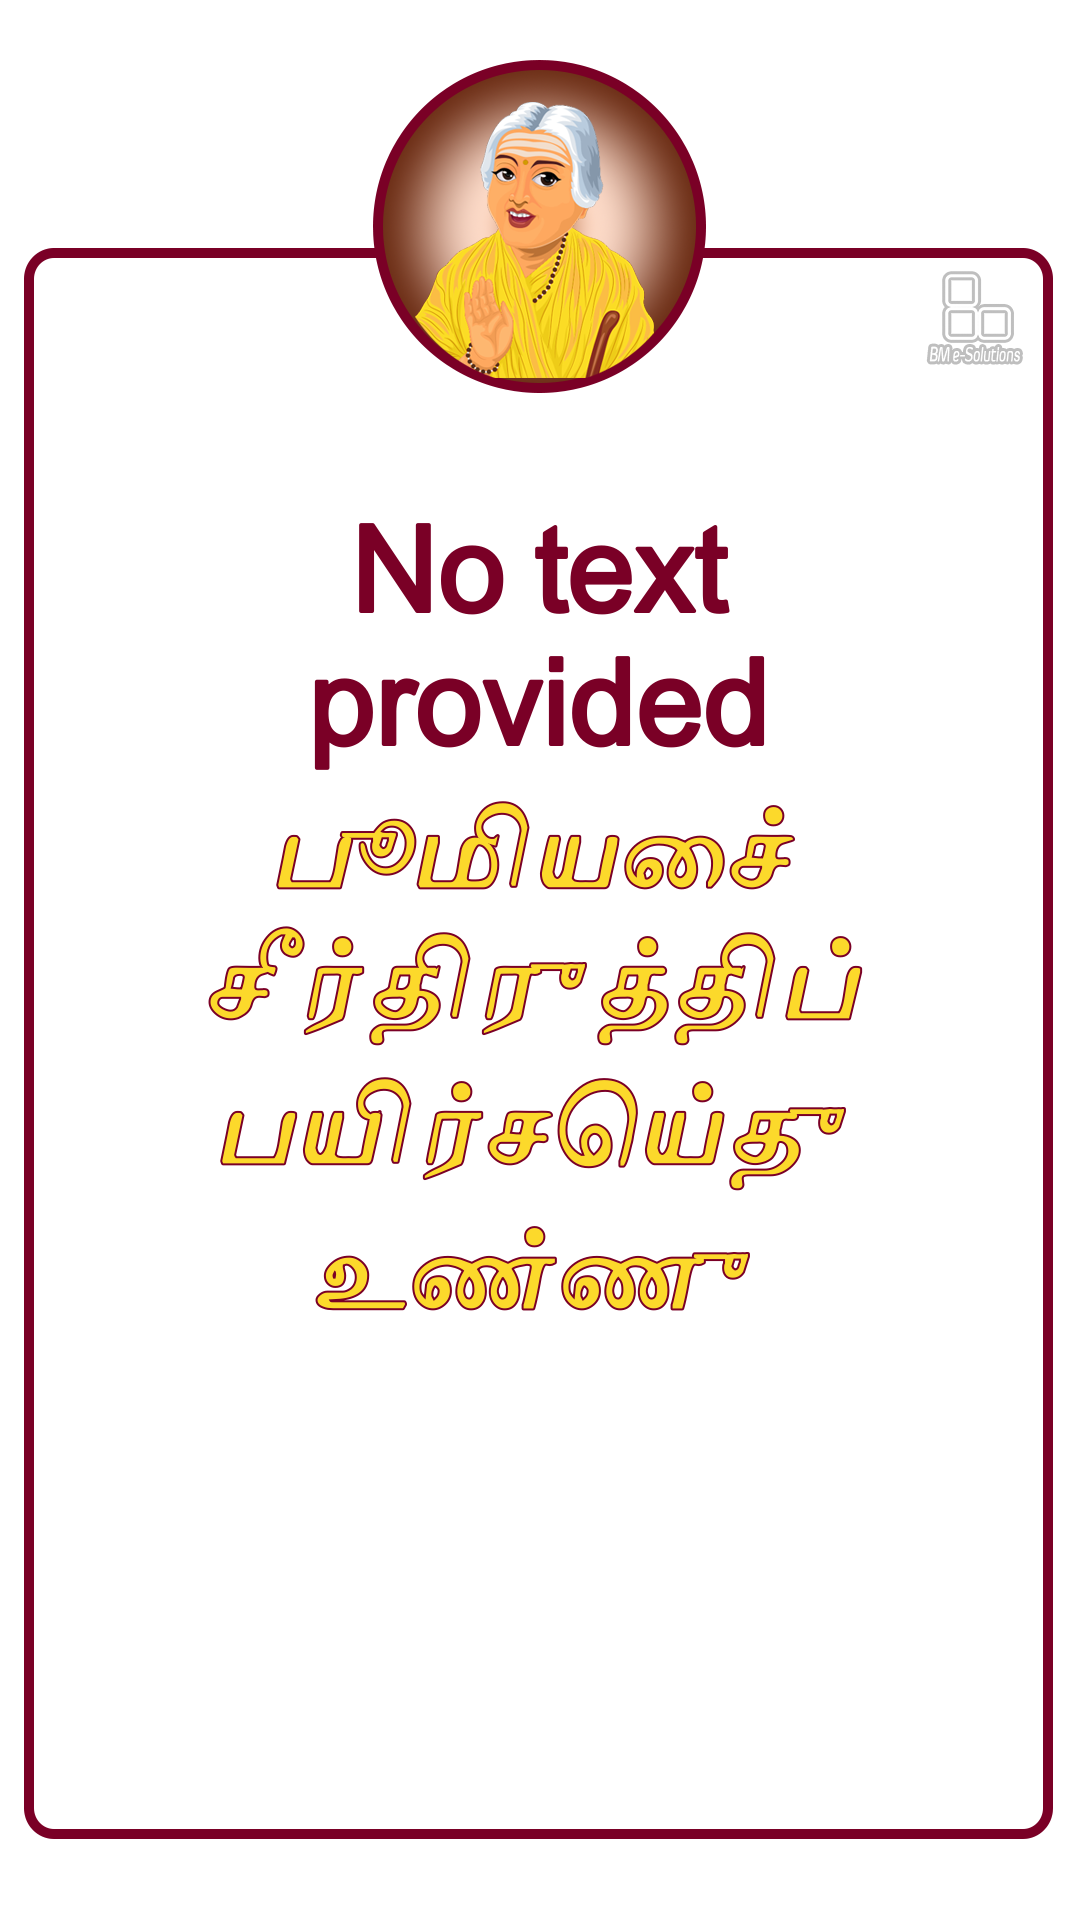 BM e-Solutions
No text
provided
பூமியைச்
சீர்திருத்திப்
பயிர்செய்து
உண்ணு